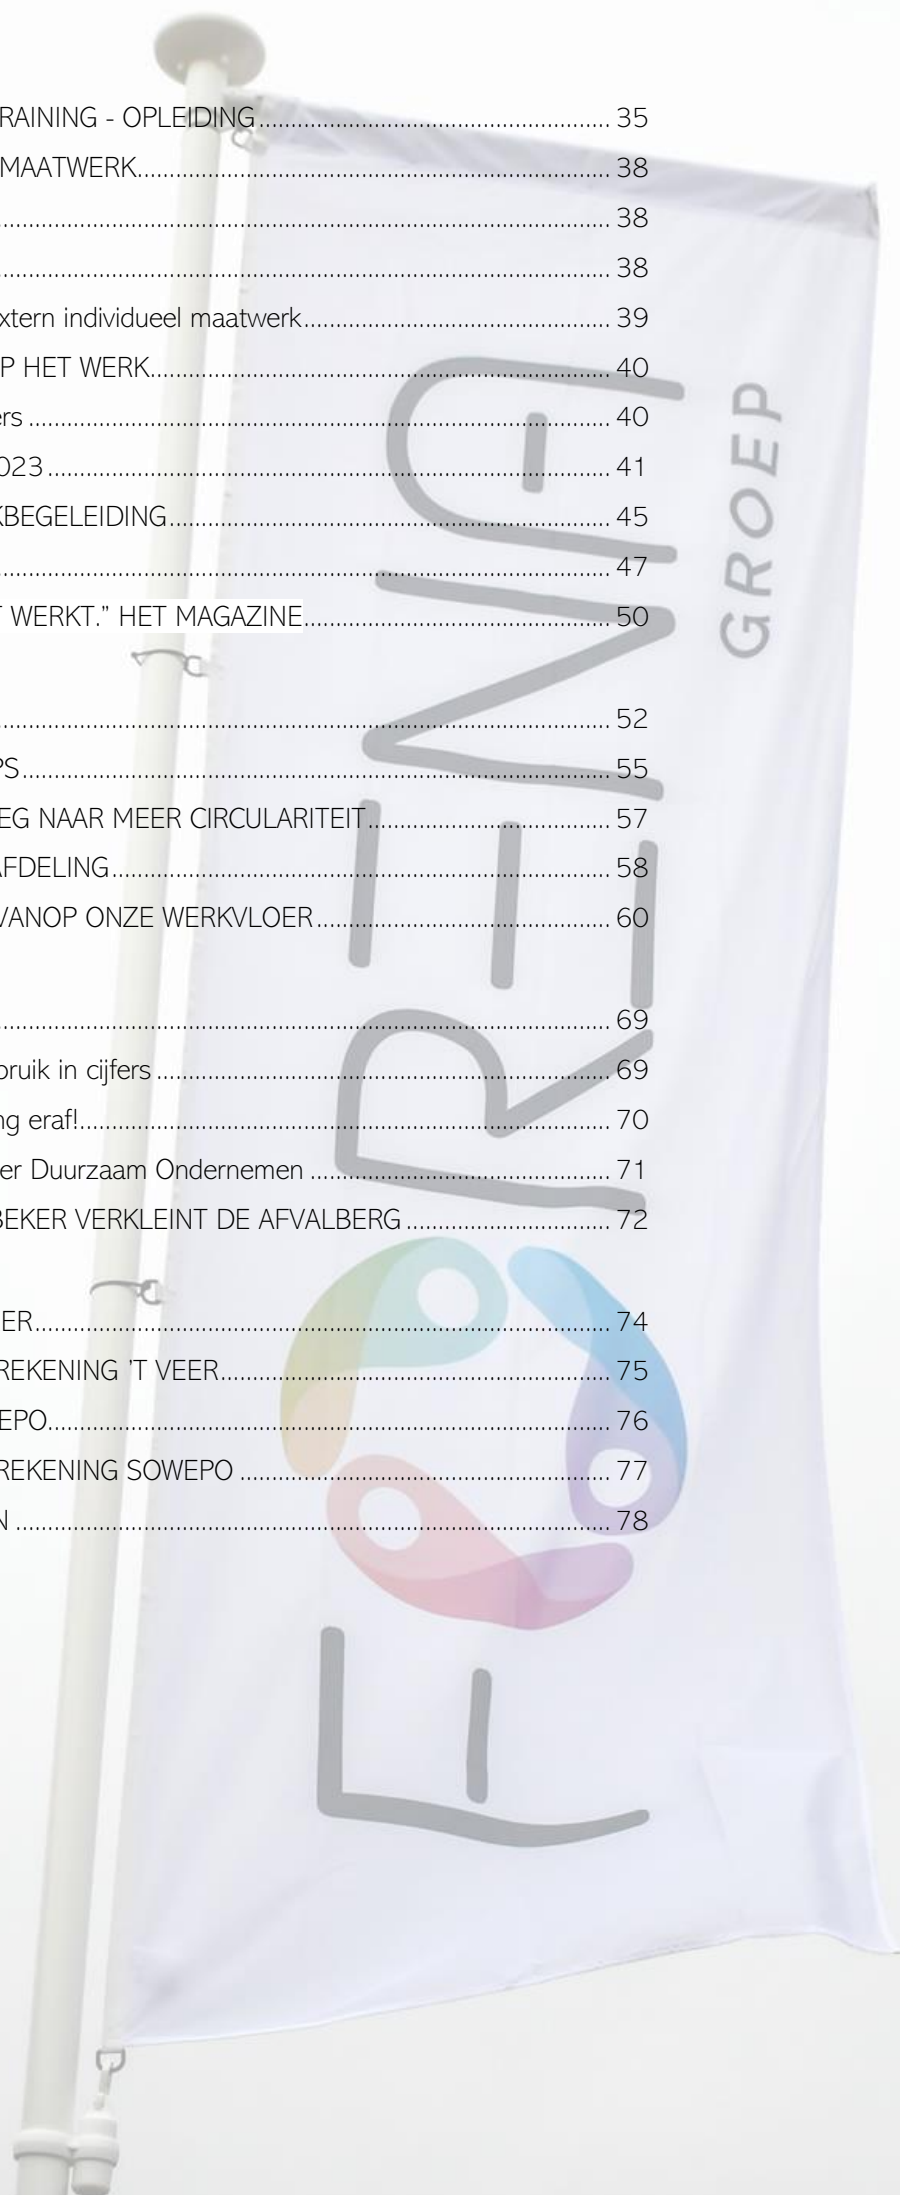 RAINING - OPLEIDING 35
MAATWERK 38
38
38
xtern individueel maatwerk 39
P HET WERK 40
ers 40
023 41
KBEGELEIDING 45
47
T WERKT.” HET MAGAZINE 50
52
PS 55
EG NAAR MEER CIRCULARITEIT 57
AFDELING 58
VANOP ONZE WERKVLOER 60
69
bruik in cijfers 69
ng eraf! 70
er Duurzaam Ondernemen 71
BEKER VERKLEINT DE AFVALBERG 72
ER 74
REKENING ’T VEER 75
EPO 76
REKENING SOWEPO 77
N 78
FORENA
GROEP